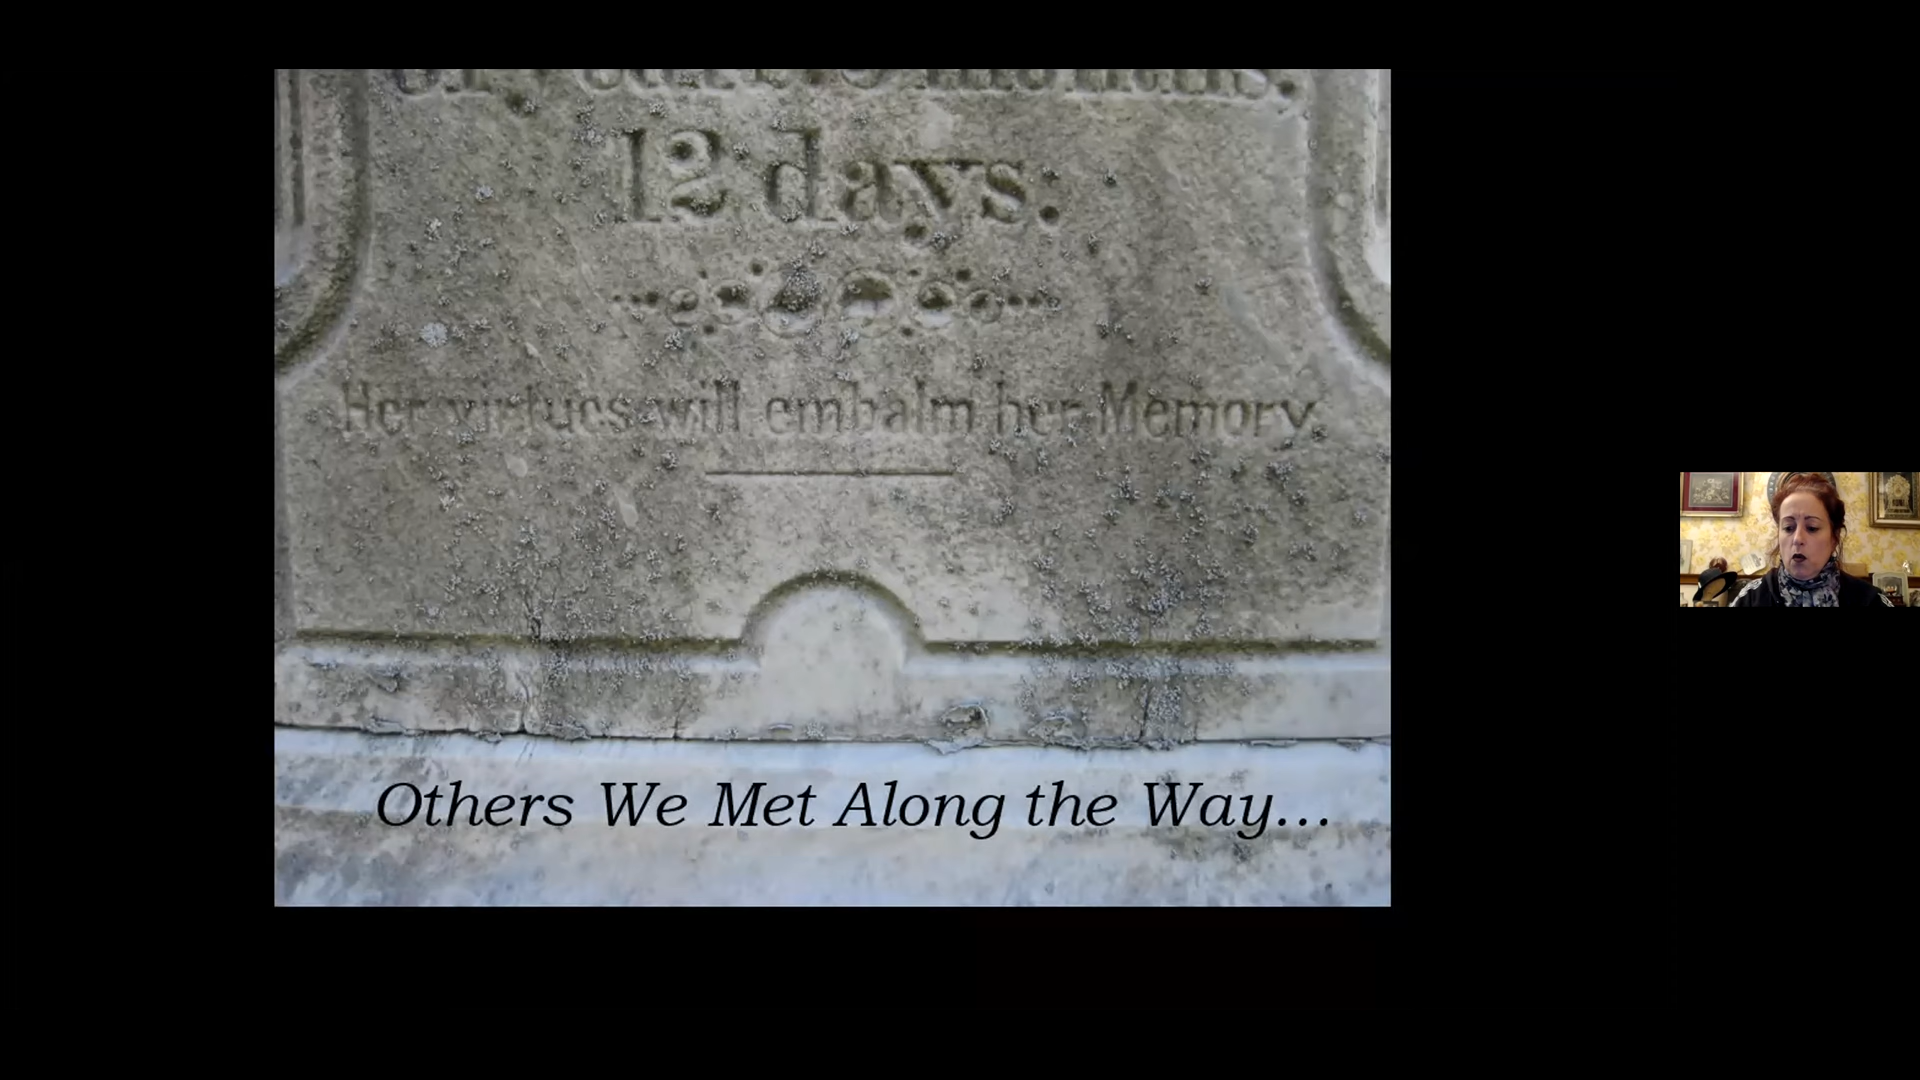 12 days.
Her virtues will embalm her Memory.
Others We Met Along the Way...